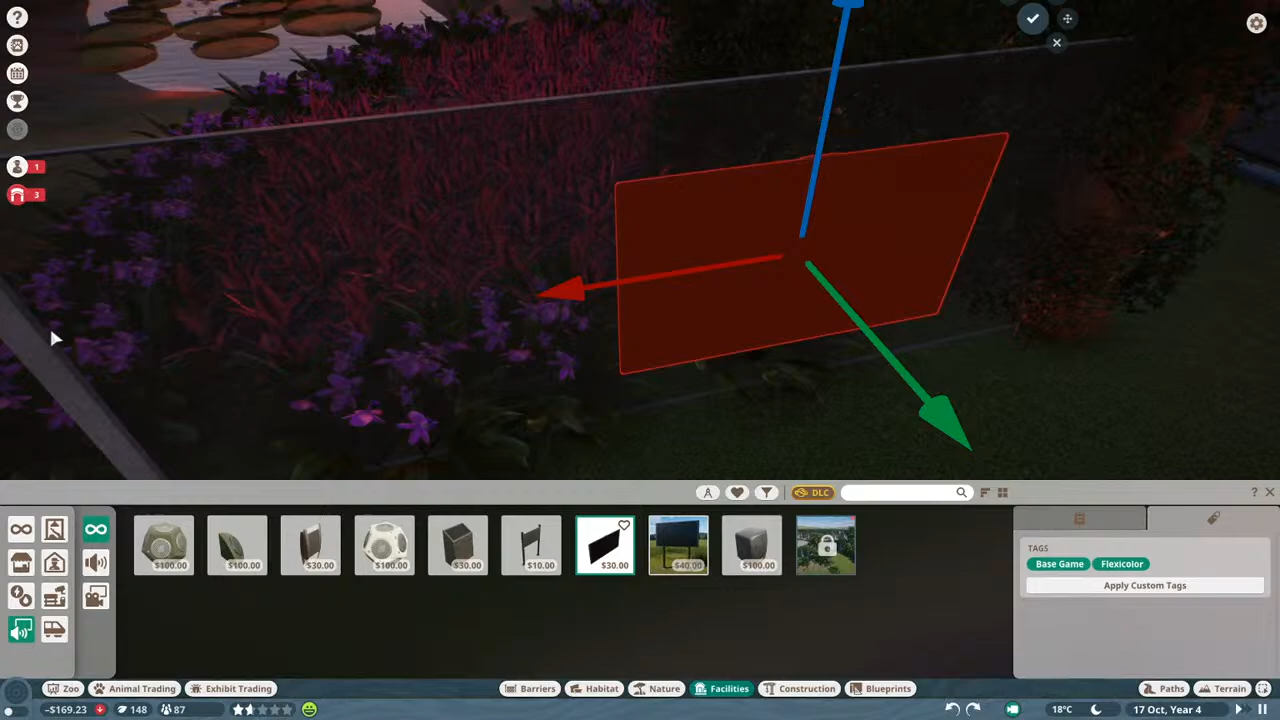 1
3
DLC
$100.00
$100.00
$30.00
$100.00
$30.00
$10.00
$30.00
$40.00
$100.00
TAGS
Base Game
Flexicolor
Apply Custom Tags
Zoo
Animal Trading
Exhibit Trading
Barriers
Habitat
Nature
Facilities
Construction
Blueprints
Paths
Terrain
-$169.23
148
87
18°C
17 Oct, Year 4